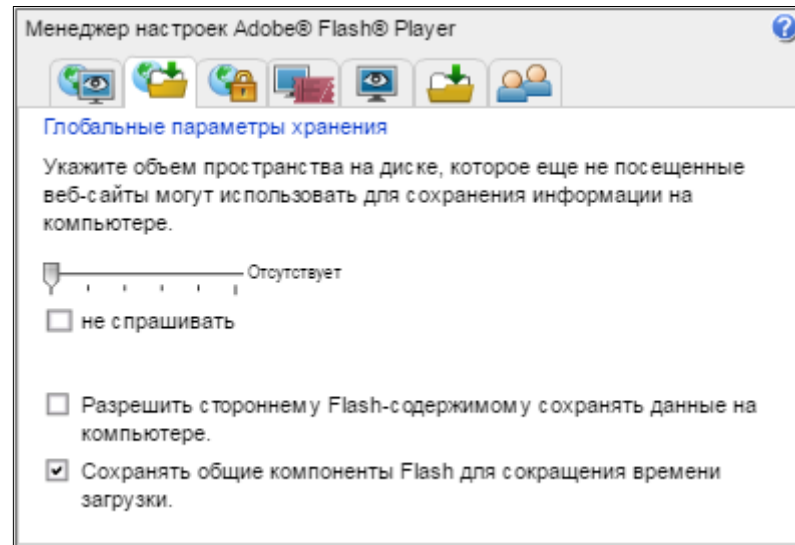 Менеджер настроек Adobe® Flash® Player
?
Глобальные параметры хранения
Укажите объем пространства на диске, которое еще не посещенные
веб-сайты могут использовать для сохранения информации на
компьютере.
Отсутствует
не спрашивать
Разрешить стороннему Flash-содержимому сохранять данные на
компьютере.
Сохранять общие компоненты Flash для сокращения времени
загрузки.